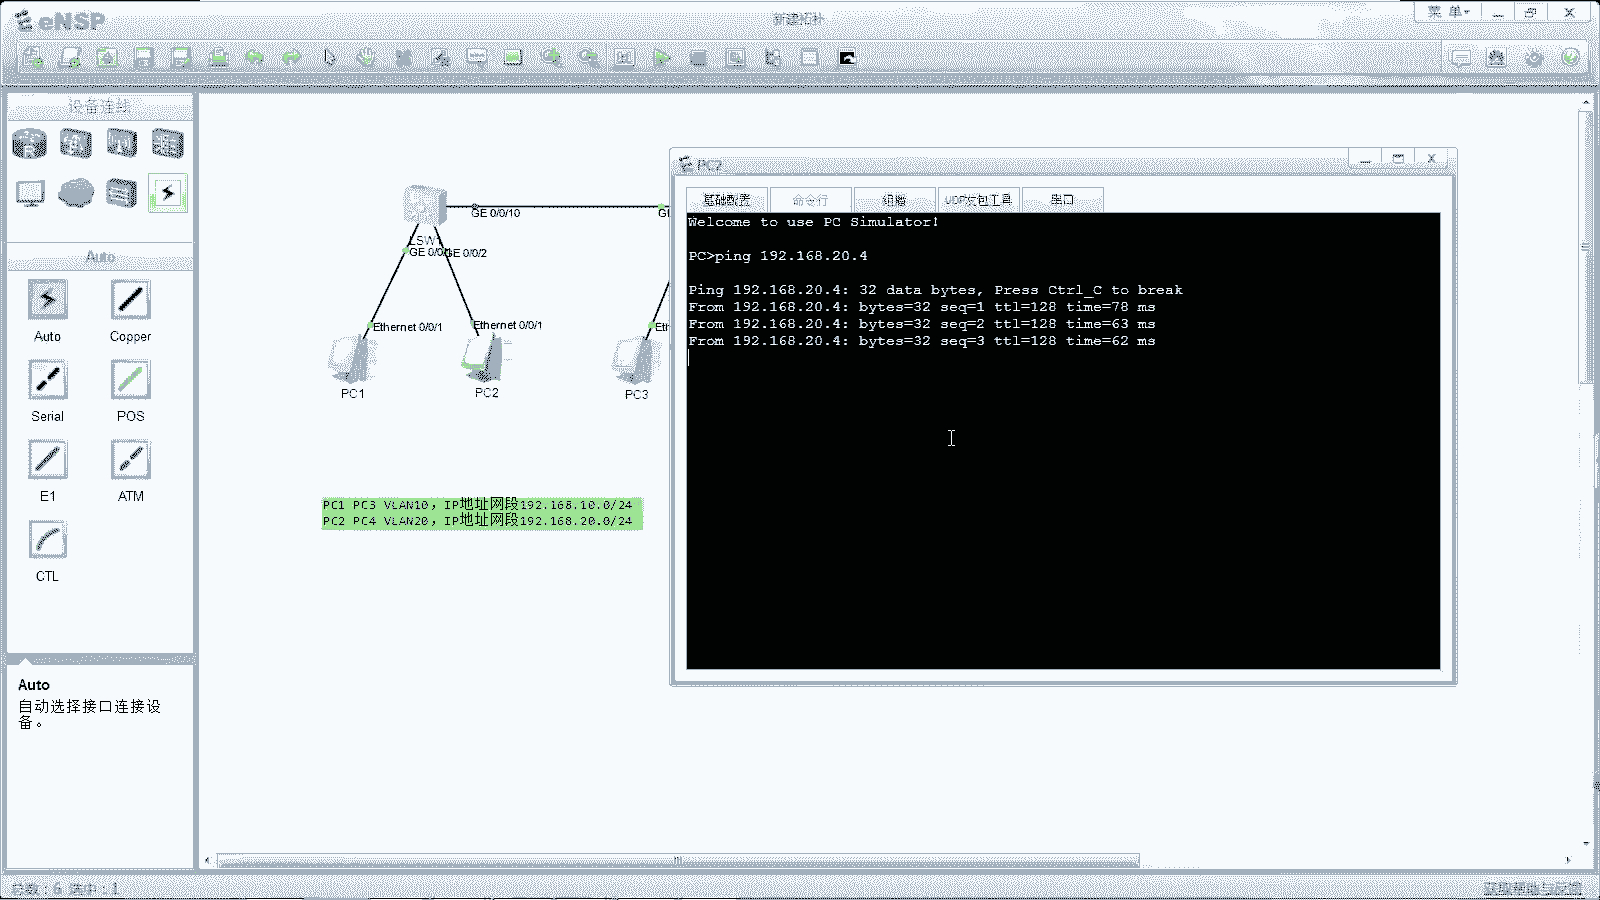 eNSP
新建拓扑
菜 单
设备连线
Auto
Auto
Copper
Serial
POS
E1
ATM
CTL
Auto
自动选择接口连接设
备。
GE 0/0/10
LSW1
GE 0/0/1
GE 0/0/2
Ethernet 0/0/1
Ethernet 0/0/1
PC1
PC2
PC3
PC1 PC3 VLAN10，IP地址网段192.168.10.0/24
PC2 PC4 VLAN20，IP地址网段192.168.20.0/24
PC2
基础配置
命令行
组播
UDP发包工具
串口
Welcome to use PC Simulator!
PC>ping 192.168.20.4
Ping 192.168.20.4: 32 data bytes, Press Ctrl_C to break
From 192.168.20.4: bytes=32 seq=1 ttl=128 time=78 ms
From 192.168.20.4: bytes=32 seq=2 ttl=128 time=63 ms
From 192.168.20.4: bytes=32 seq=3 ttl=128 time=62 ms
总数：6 选中：1
获取帮助与反馈